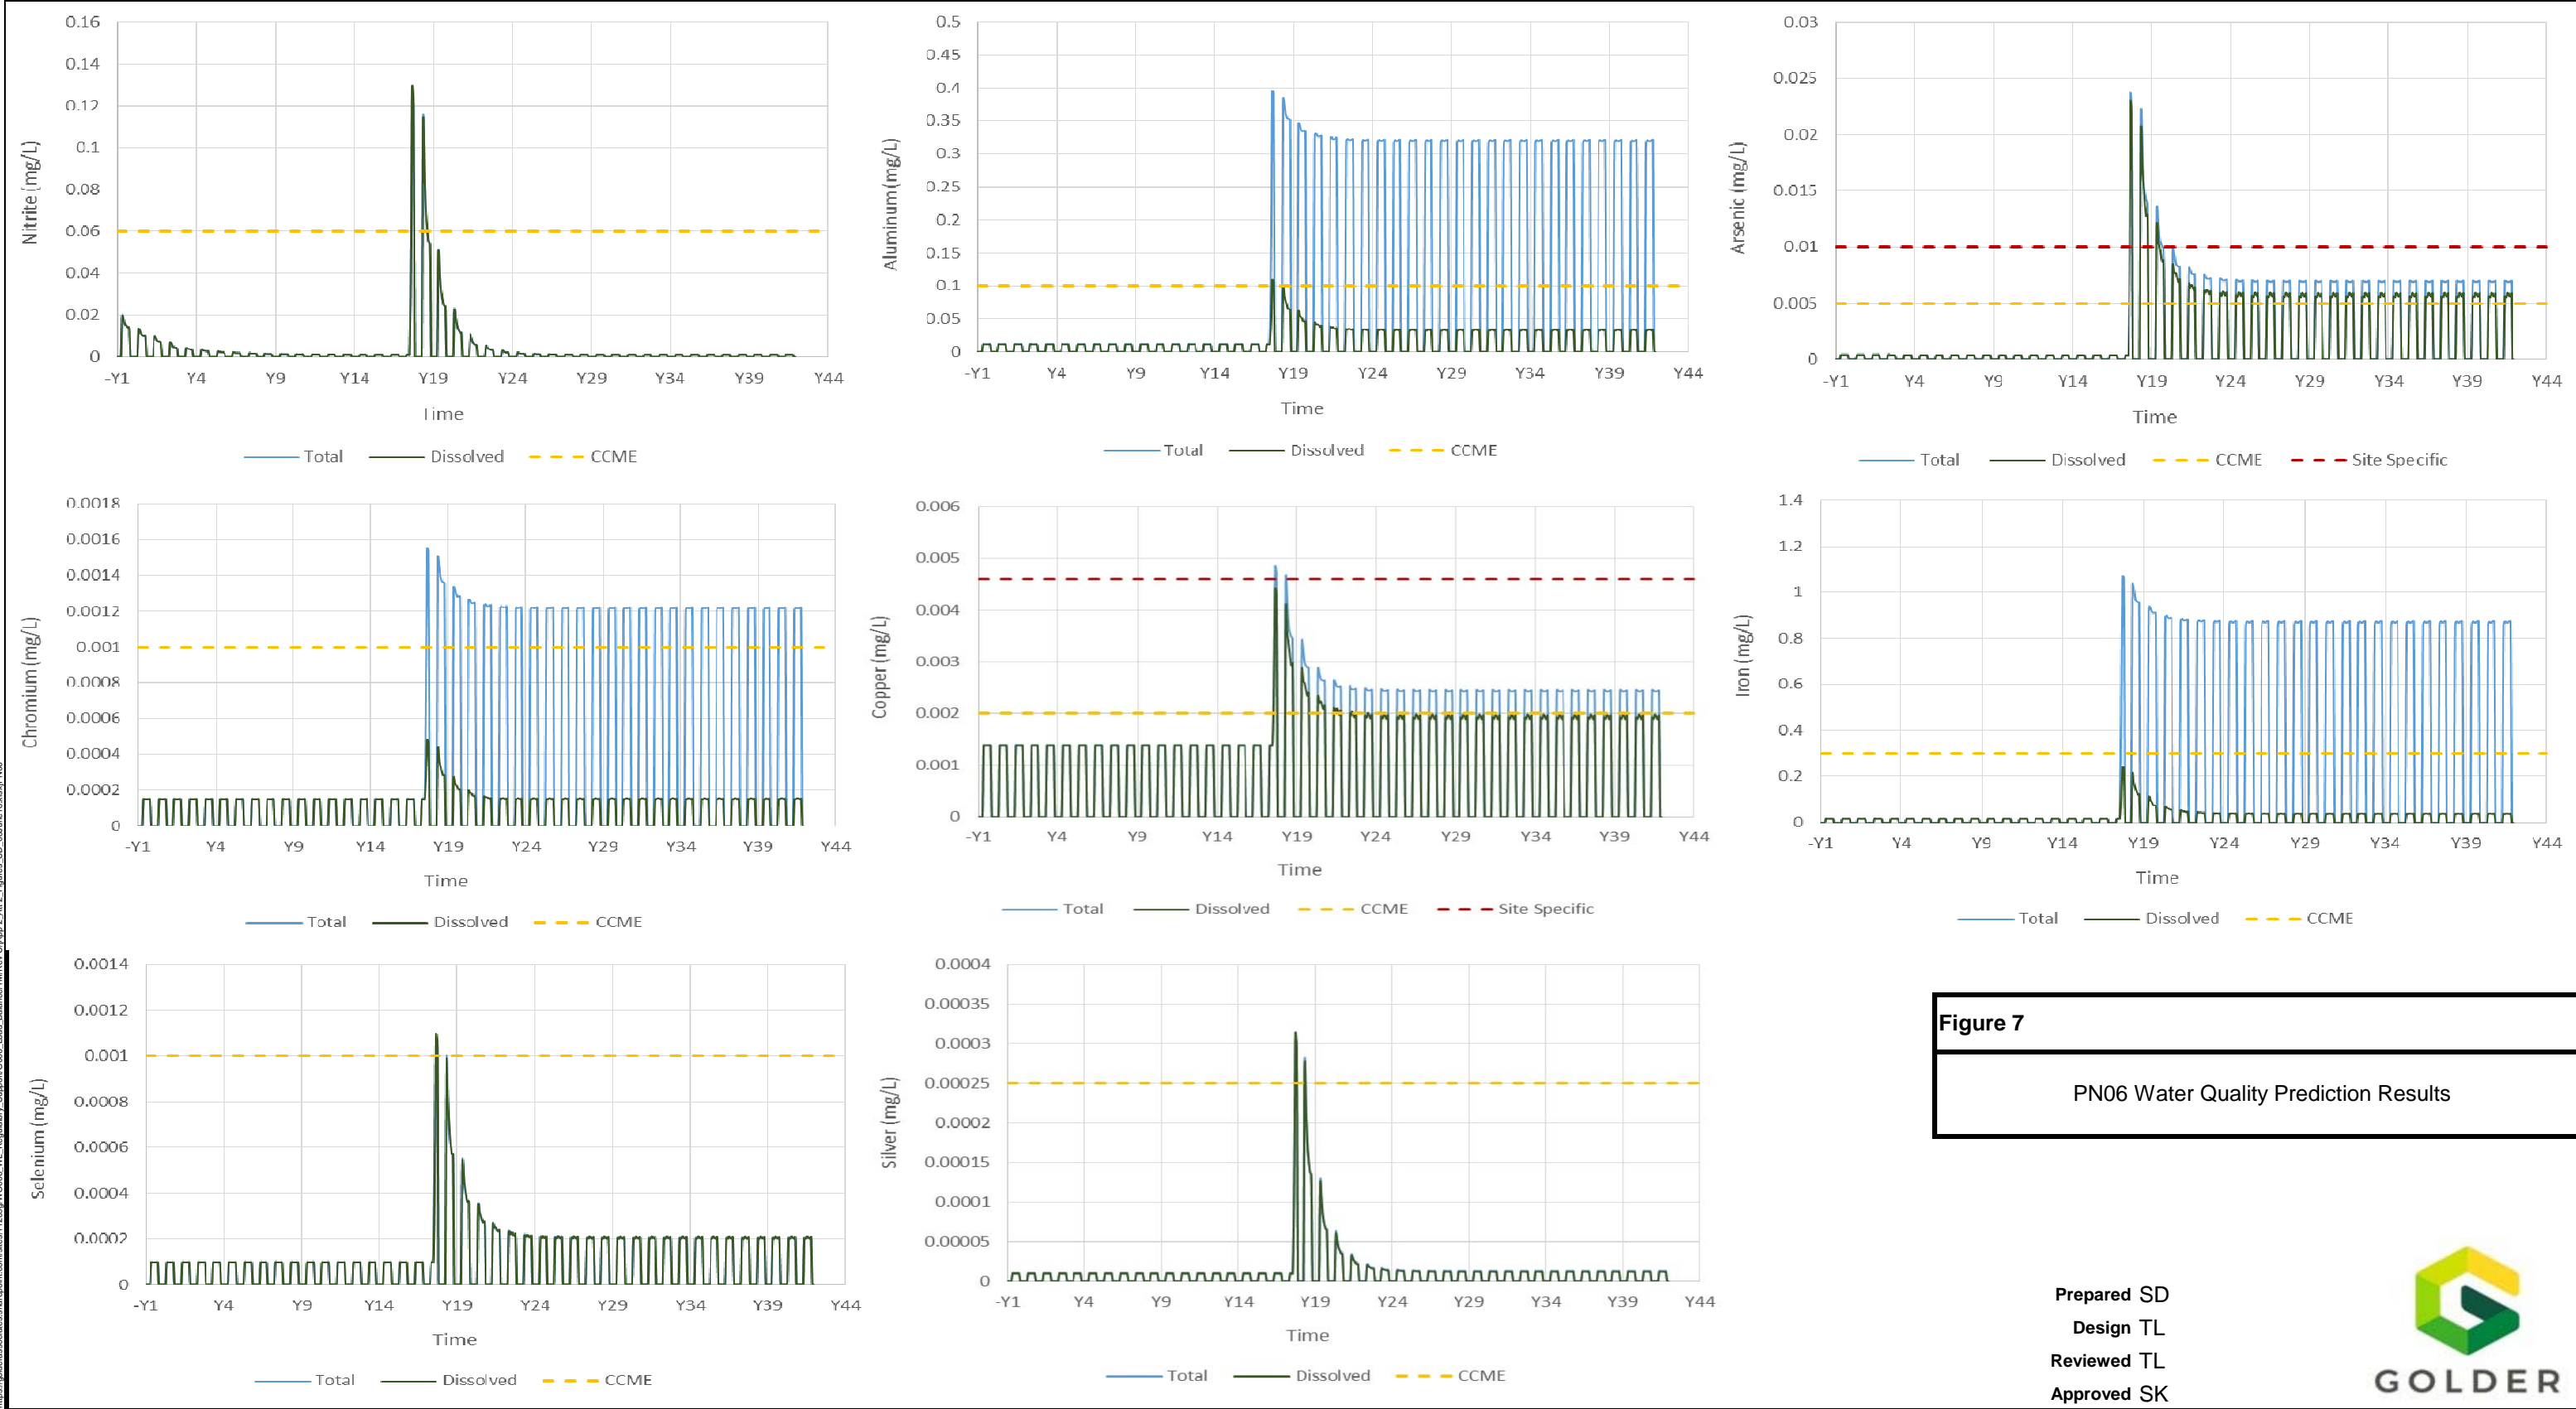 0.16
0.14
0.12
0.1
0.08
0.06
0.04
0.02
0
Nitrite (mg/L)
-Y1 Y4 Y9 Y14 Y19 Y24 Y29 Y34 Y39 Y44
Time
Total Dissolved CCME
0.5
0.45
0.4
0.35
0.3
0.25
0.2
0.15
0.1
0.05
0
Aluminum (mg/L)
-Y1 Y4 Y9 Y14 Y19 Y24 Y29 Y34 Y39 Y44
Time
Total Dissolved CCME
0.03
0.025
0.02
0.015
0.01
0.005
0
Arsenic (mg/L)
-Y1 Y4 Y9 Y14 Y19 Y24 Y29 Y34 Y39 Y44
Time
Total Dissolved CCME Site Specific
0.0018
0.0016
0.0014
0.0012
0.001
0.0008
0.0006
0.0004
0.0002
0
Chromium (mg/L)
-Y1 Y4 Y9 Y14 Y19 Y24 Y29 Y34 Y39 Y44
Time
Total Dissolved CCME
0.006
0.005
0.004
0.003
0.002
0.001
0
Copper (mg/L)
-Y1 Y4 Y9 Y14 Y19 Y24 Y29 Y34 Y39 Y44
Time
Total Dissolved CCME Site Specific
1.4
1.2
1
0.8
0.6
0.4
0.2
0
Iron (mg/L)
-Y1 Y4 Y9 Y14 Y19 Y24 Y29 Y34 Y39 Y44
Time
Total Dissolved CCME
0.0014
0.0012
0.001
0.0008
0.0006
0.0004
0.0002
0
Selenium (mg/L)
-Y1 Y4 Y9 Y14 Y19 Y24 Y29 Y34 Y39 Y44
Time
Total Dissolved CCME
0.0004
0.00035
0.0003
0.00025
0.0002
0.00015
0.0001
0.00005
0
Silver (mg/L)
-Y1 Y4 Y9 Y14 Y19 Y24 Y29 Y34 Y39 Y44
Time
Total Dissolved CCME
Figure 7
PN06 Water Quality Prediction Results
Prepared SD
Design TL
Reviewed TL
Approved SK
GOLDER